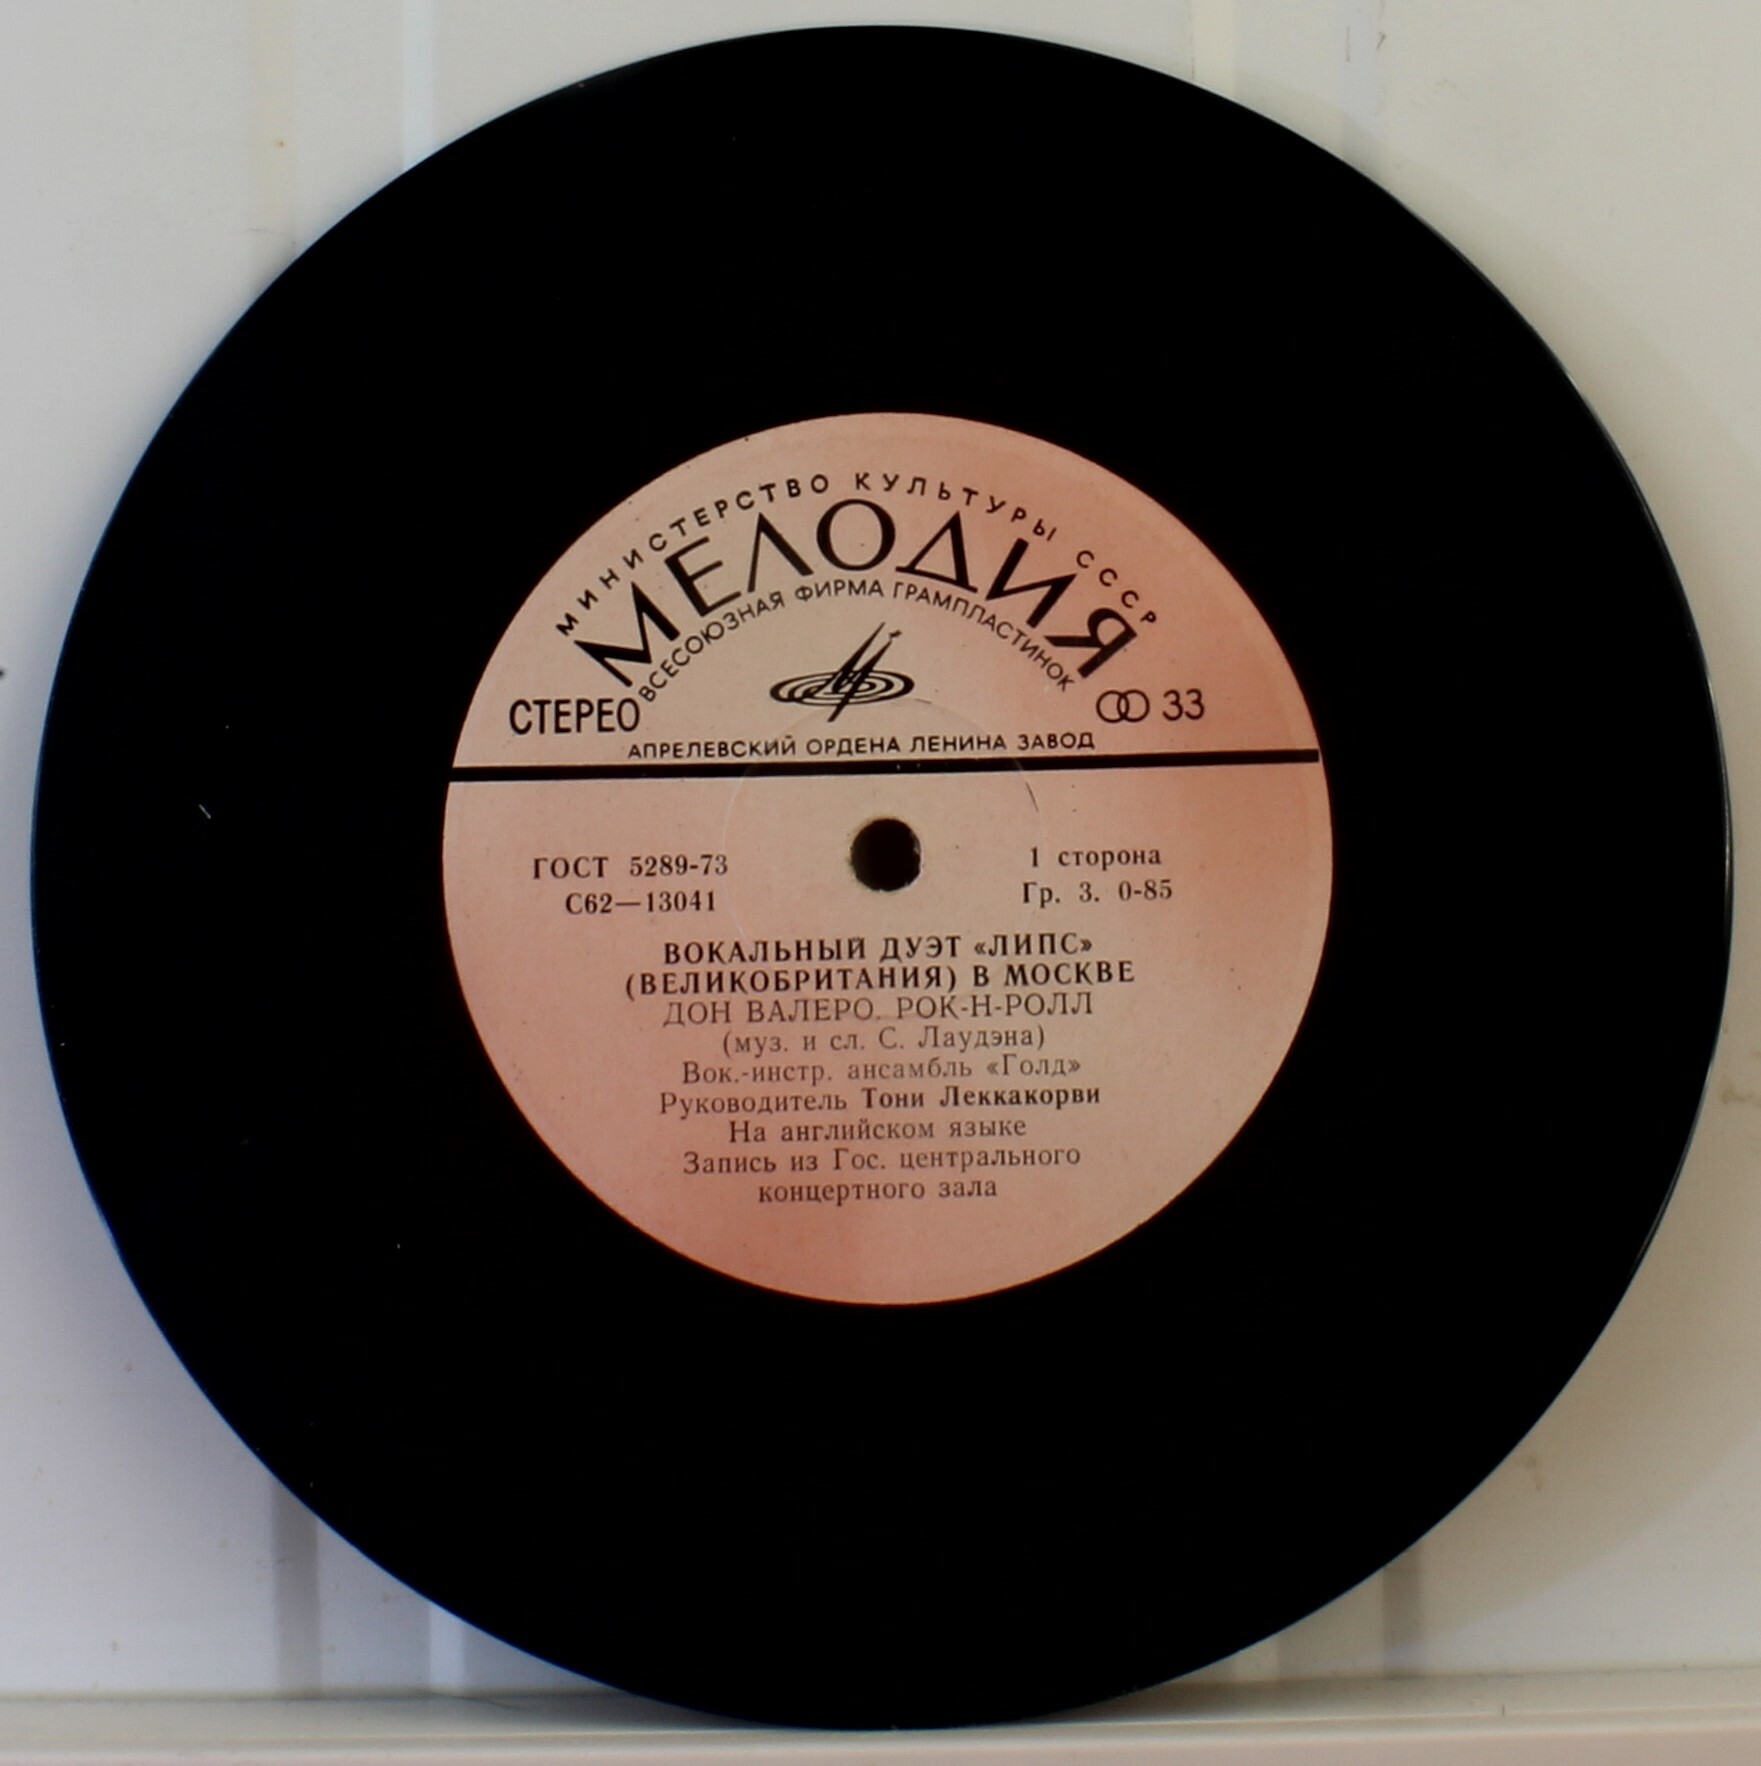 МИНИСТЕРСТВО КУЛЬТУРЫ СССР
МЕЛОДИЯ
ВСЕСОЮЗНАЯ ФИРМА ГРАМПЛАСТИНОК
СТЕРЕО
33
АПРЕЛЕВСКИЙ ОРДЕНА ЛЕНИНА ЗАВОД
ГОСТ 5289-73
1 сторона
С62—13041
Гр. 3. 0-85
ВОКАЛЬНЫЙ ДУЭТ «ЛИПС»
(ВЕЛИКОБРИТАНИЯ) В МОСКВЕ
ДОН ВАЛЕРО. РОК-Н-РОЛЛ
(муз. и сл. С. Лаудэна)
Вок.-инстр. ансамбль «Голд»
Руководитель Тони Леккакорви
На английском языке
Запись из Гос. центрального
концертного зала